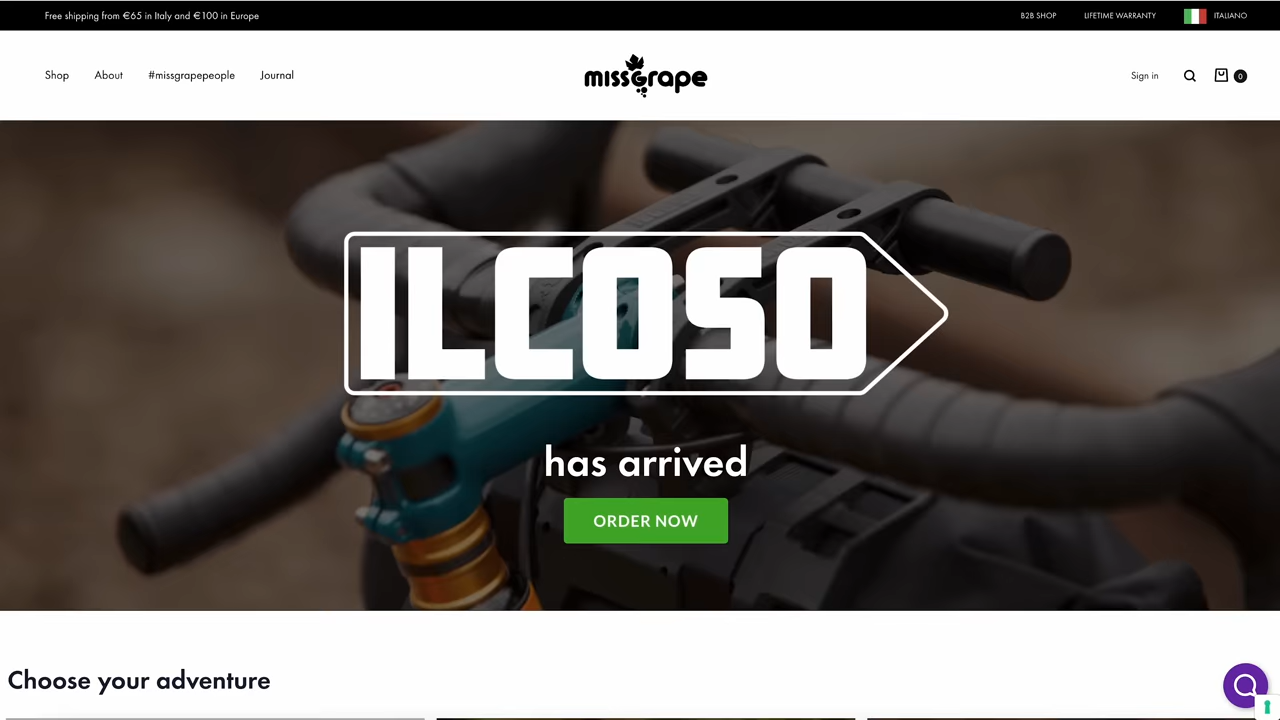 Free shipping from €65 in Italy and €100 in Europe
B2B SHOP
LIFETIME WARRANTY
ITALIANO
Shop
About
#missgrapepeople
Journal
missgrape
Sign in
0
ILCOSO
has arrived
ORDER NOW
Choose your adventure